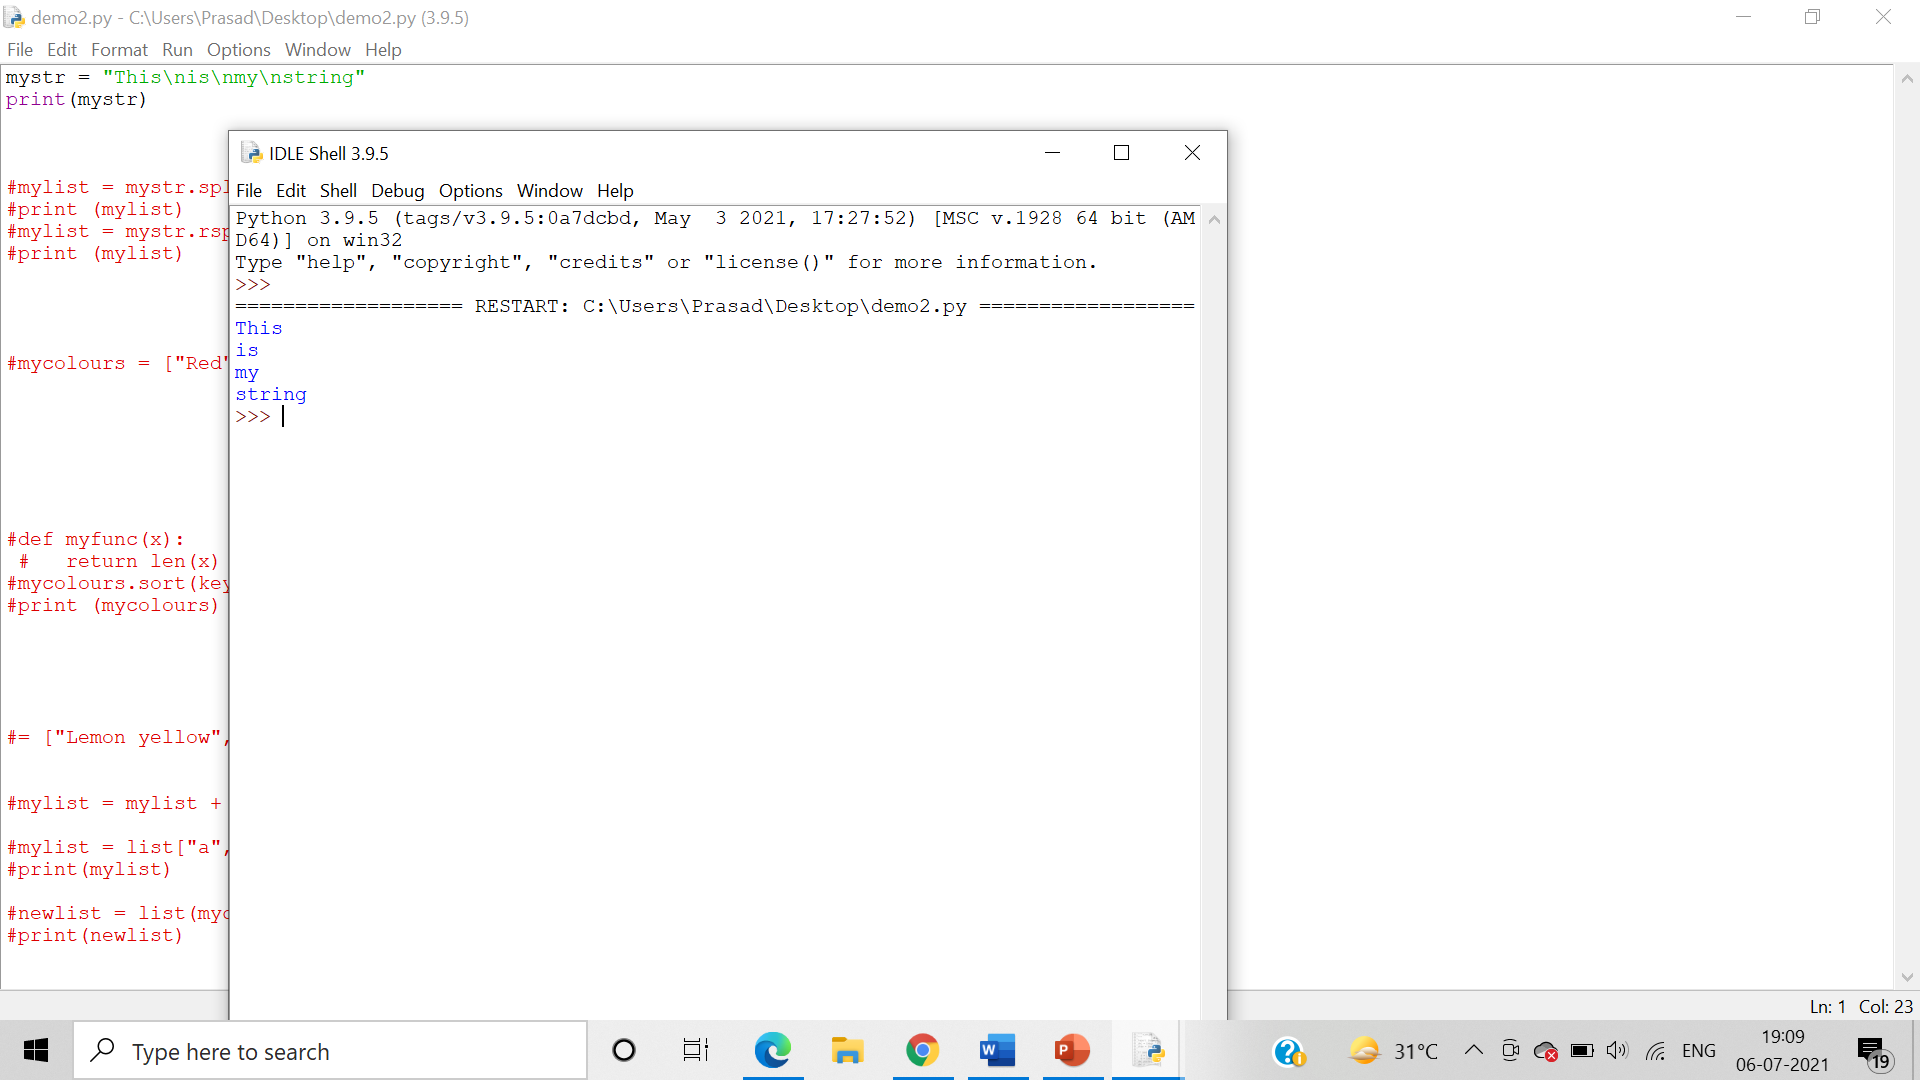 demo2.py - C:\Users\Prasad\Desktop\demo2.py (3.9.5)
File Edit Format Run Options Window Help
mystr = "This\nis\nmy\nstring"
print(mystr)
#mylist = mystr.spl
#print (mylist)
#mylist = mystr.rsp
#print (mylist)
#mycolours = ["Red"
#def myfunc(x):
#   return len(x)
#mycolours.sort(key
#print (mycolours)
#= ["Lemon yellow",
#mylist = mylist +
#mylist = list["a",
#print(mylist)
#newlist = list(myc
#print(newlist)
IDLE Shell 3.9.5
File Edit Shell Debug Options Window Help
Python 3.9.5 (tags/v3.9.5:0a7dcbd, May  3 2021, 17:27:52) [MSC v.1928 64 bit (AM
D64)] on win32
Type "help", "copyright", "credits" or "license()" for more information.
>>>
=================== RESTART: C:\Users\Prasad\Desktop\demo2.py ==================
This
is
my
string
>>>
Ln: 1 Col: 23
Type here to search
W
P
31°C
ENG
19:09
06-07-2021
19